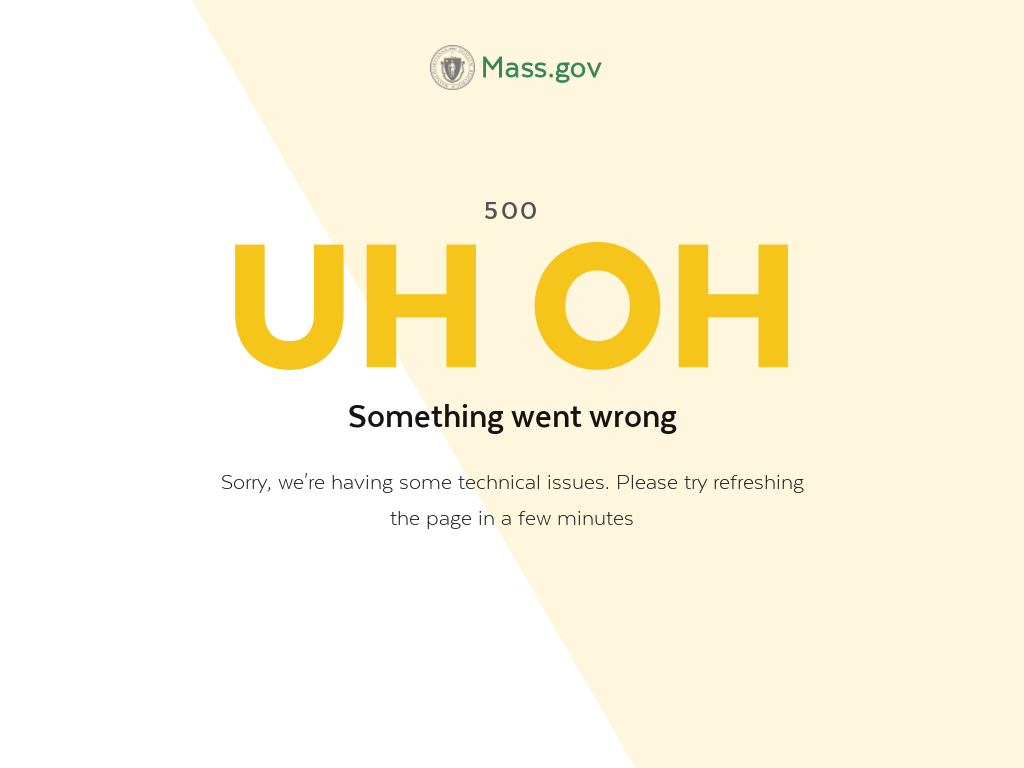 Mass.gov
500
UH OH
Something went wrong
Sorry, we're having some technical issues. Please try refreshing
the page in a few minutes